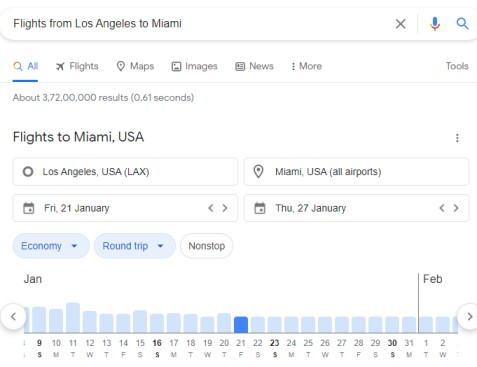 Flights from Los Angeles to Miami
All Flights Maps Images News More Tools
About 3,72,00,000 results (0.61 seconds)
Flights to Miami, USA
Los Angeles, USA (LAX) Miami, USA (all airports)
Fri, 21 January Thu, 27 January
Economy Round trip Nonstop
Jan Feb
9 10 11 12 13 14 15 16 17 18 19 20 21 22 23 24 25 26 27 28 29 30 31 1 2
S M T W T F S S M T W T F S S M T W T F S S M T W